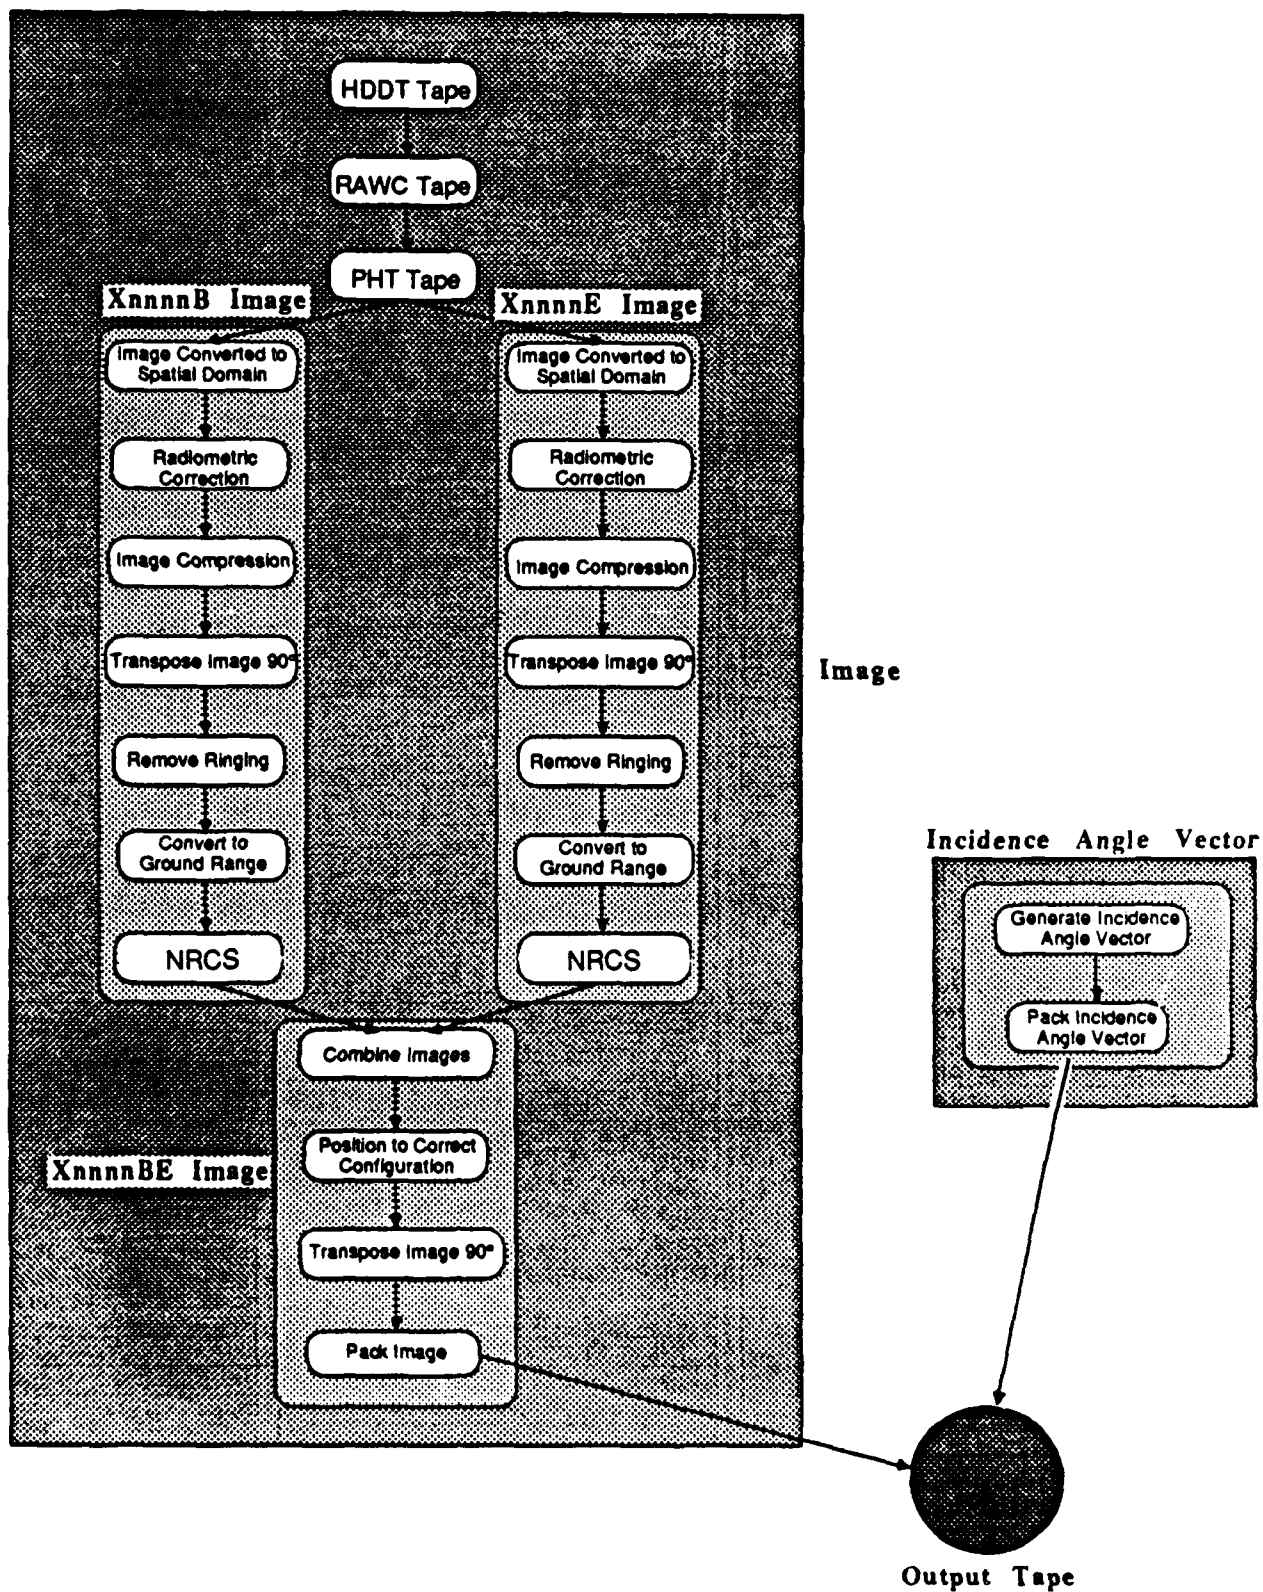 HDDT Tape
RAWC Tape
PHT Tape
XnnnnB Image
Image Converted to
Spatial Domain
Radiometric
Correction
Image Compression
Transpose Image 90°
Remove Ringing
Convert to
Ground Range
NRCS
XnnnnE Image
Image Converted to
Spatial Domain
Radiometric
Correction
Image Compression
Transpose Image 90°
Remove Ringing
Convert to
Ground Range
NRCS
Image
XnnnnBE Image
Combine Images
Position to Correct
Configuration
Transpose Image 90°
Pack Image
Incidence Angle Vector
Generate Incidence
Angle Vector
Pack Incidence
Angle Vector
Output Tape